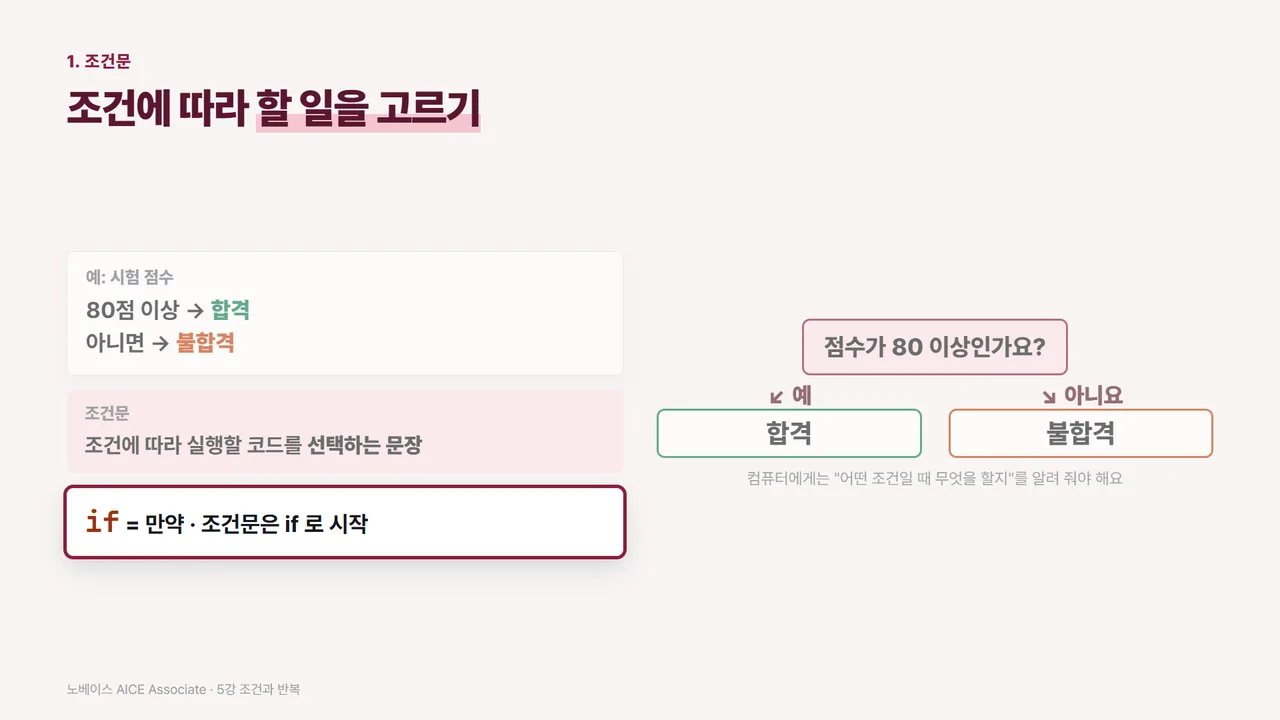 1. 조건문
조건에 따라 할 일을 고르기
예: 시험 점수
80점 이상 → 합격
아니면 → 불합격
조건문
조건에 따라 실행할 코드를 선택하는 문장
if = 만약 · 조건문은 if 로 시작
점수가 80 이상인가요?
↙ 예
↘ 아니요
합격
불합격
컴퓨터에게는 "어떤 조건일 때 무엇을 할지"를 알려 줘야 해요
노베이스 AICE Associate · 5강 조건과 반복